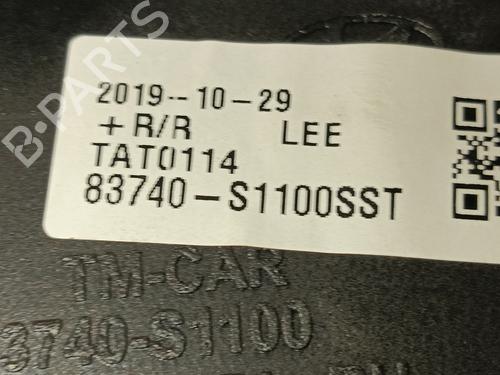 B-PARTS
2019--10-29
+R/R LEE
TAT0114
83740-S1100SST
TM-CAR
3740-S1100